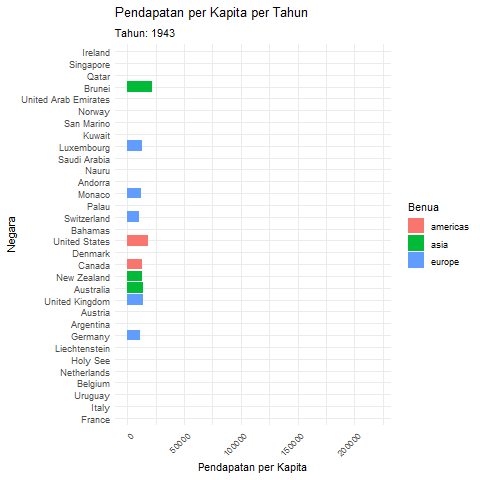 Pendapatan per Kapita per Tahun
Tahun: 1943
Negara
Ireland
Singapore
Qatar
Brunei
United Arab Emirates
Norway
San Marino
Kuwait
Luxembourg
Saudi Arabia
Nauru
Andorra
Monaco
Palau
Switzerland
Bahamas
United States
Denmark
Canada
New Zealand
Australia
United Kingdom
Austria
Argentina
Germany
Liechtenstein
Holy See
Netherlands
Belgium
Uruguay
Italy
France
0 50000 100000 150000 200000
Pendapatan per Kapita
Benua
americas
asia
europe